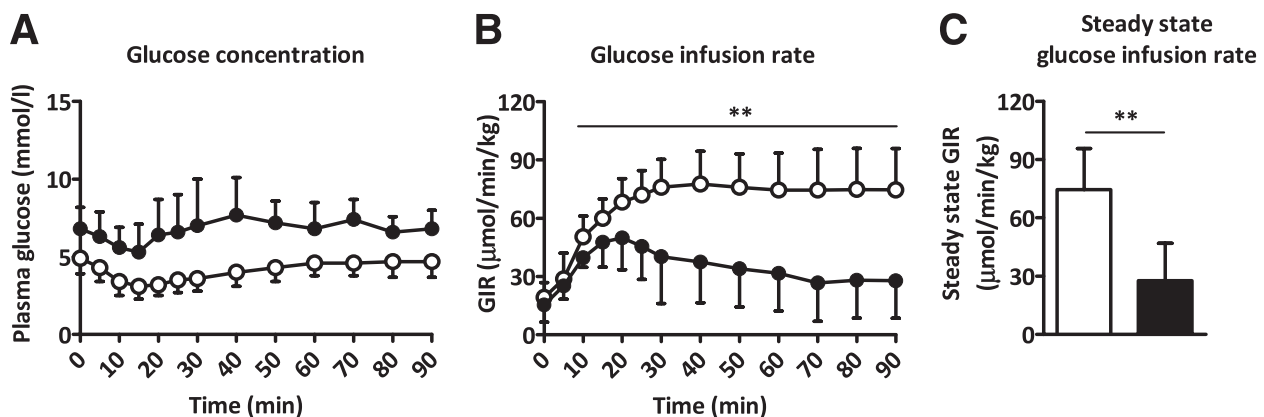 A
Glucose concentration
Plasma glucose (mmol/l)
15
10
5
0
0 10 20 30 40 50 60 70 80 90
Time (min)
B
Glucose infusion rate
GIR (μmol/min/kg)
120
90
60
30
0
**
0 10 20 30 40 50 60 70 80 90
Time (min)
C
Steady state
glucose infusion rate
Steady state GIR
(μmol/min/kg)
120
90
60
30
0
**